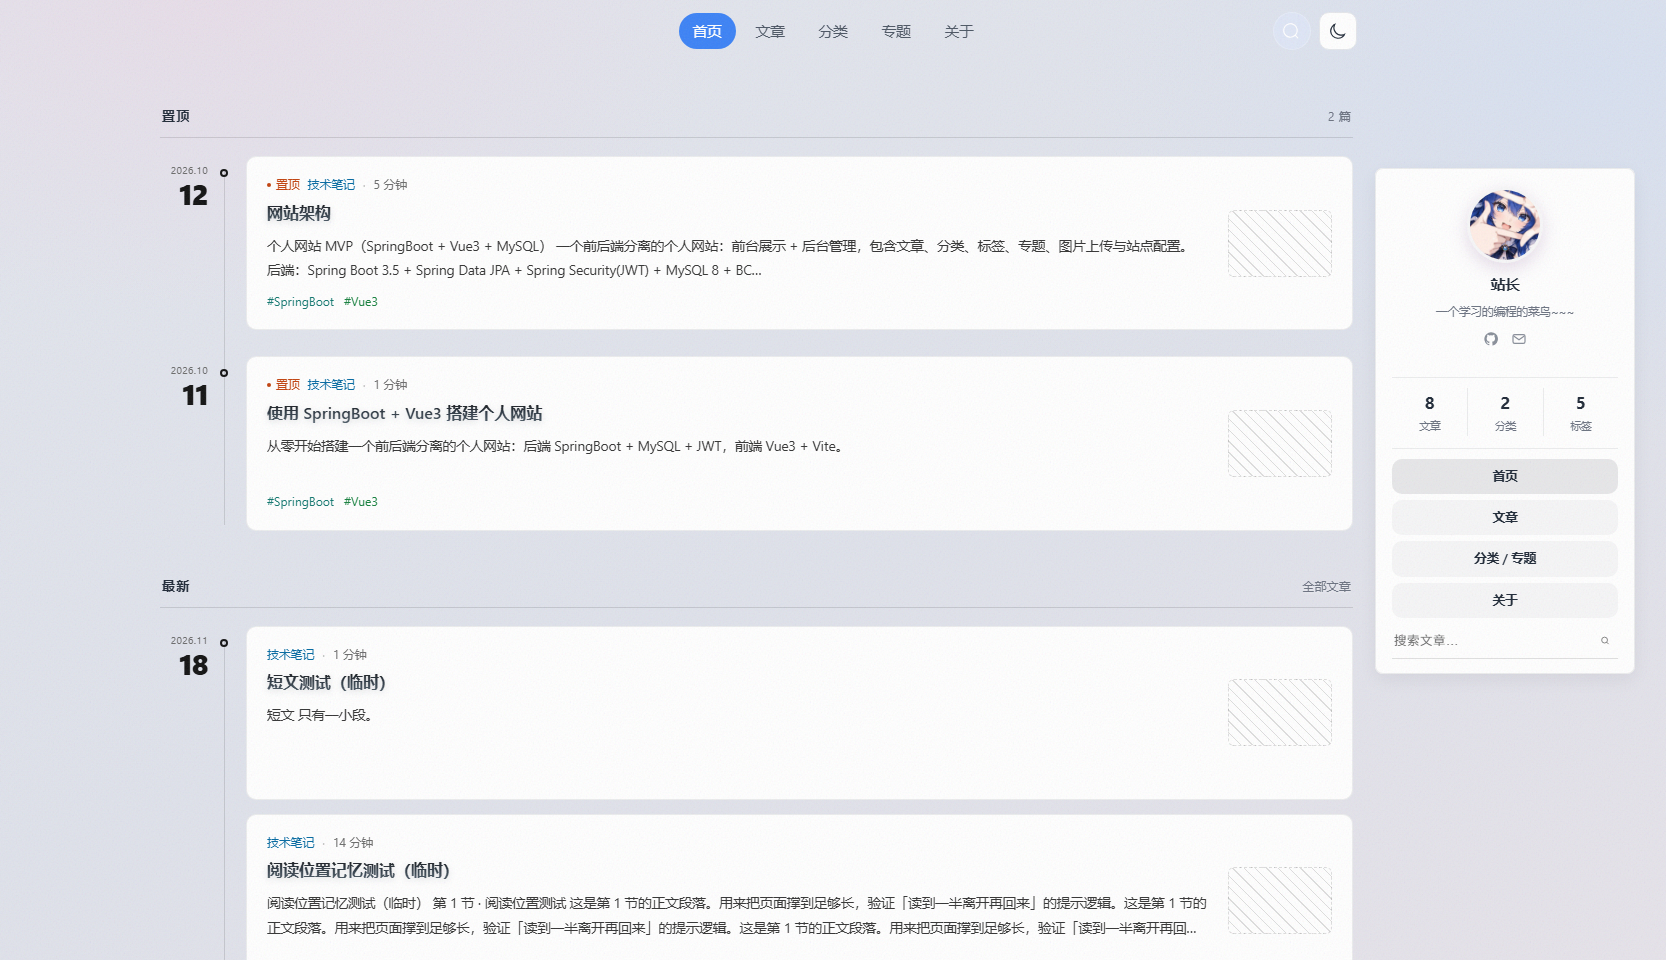 首页 文章 分类 专题 关于
置顶 2 篇
2026.10
12
置顶 技术笔记 · 5 分钟
网站架构
个人网站 MVP（SpringBoot + Vue3 + MySQL） 一个前后端分离的个人网站：前台展示 + 后台管理，包含文章、分类、标签、专题、图片上传与站点配置。
后端：Spring Boot 3.5 + Spring Data JPA + Spring Security(JWT) + MySQL 8 + BC...
#SpringBoot #Vue3
2026.10
11
置顶 技术笔记 · 1 分钟
使用 SpringBoot + Vue3 搭建个人网站
从零开始搭建一个前后端分离的个人网站：后端 SpringBoot + MySQL + JWT，前端 Vue3 + Vite。
#SpringBoot #Vue3
最新 全部文章
2026.11
18
技术笔记 · 1 分钟
短文测试（临时）
短文 只有一小段。
技术笔记 · 14 分钟
阅读位置记忆测试（临时）
阅读位置记忆测试（临时） 第 1 节 · 阅读位置测试 这是第 1 节的正文段落。用来把页面撑到足够长，验证「读到一半离开再回来」的提示逻辑。这是第 1 节的
正文段落。用来把页面撑到足够长，验证「读到一半离开再回来」的提示逻辑。这是第 1 节的正文段落。用来把页面撑到足够长，验证「读到一半离开再回...
站长
一个学习的编程的菜鸟~~~
8 2 5
文章 分类 标签
首页
文章
分类 / 专题
关于
搜索文章...